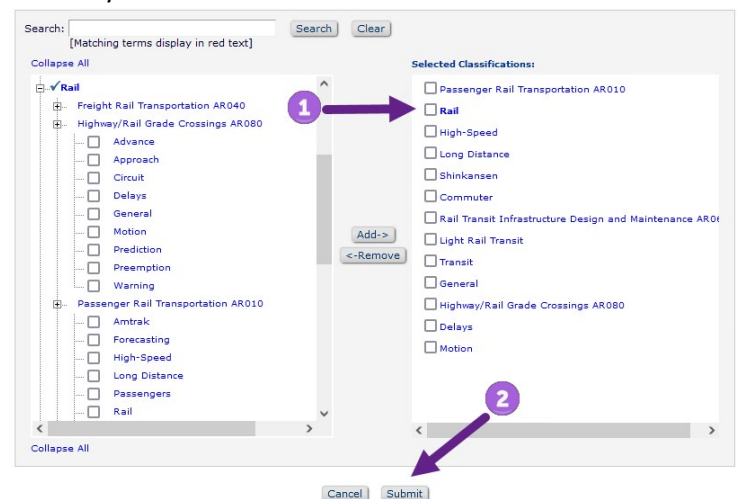 Search: Search Clear
[Matching terms display in red text]
Collapse All
Rail
Freight Rail Transportation AR040
Highway/Rail Grade Crossings AR080
Advance
Approach
Circuit
Delays
General
Motion
Prediction
Preemption
Warning
Passenger Rail Transportation AR010
Amtrak
Forecasting
High-Speed
Long Distance
Passengers
Rail
Collapse All
1
Add->
<-Remove
Selected Classifications:
Passenger Rail Transportation AR010
Rail
High-Speed
Long Distance
Shinkansen
Commuter
Rail Transit Infrastructure Design and Maintenance
Light Rail Transit
Transit
General
Highway/Rail Grade Crossings AR080
Delays
Motion
2
Cancel Submit